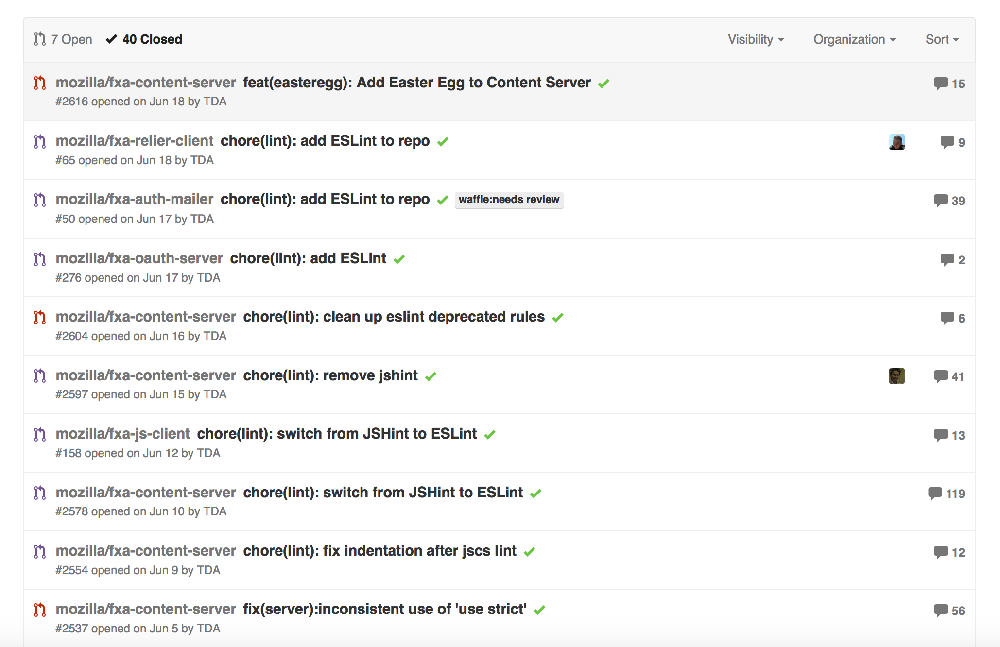 7 Open 40 Closed Visibility Organization Sort
mozilla/fxa-content-server feat(easteregg): Add Easter Egg to Content Server 15
#2616 opened on Jun 18 by TDA
mozilla/fxa-relier-client chore(lint): add ESLint to repo 9
#65 opened on Jun 18 by TDA
mozilla/fxa-auth-mailer chore(lint): add ESLint to repo waffle:needs review 39
#50 opened on Jun 17 by TDA
mozilla/fxa-oauth-server chore(lint): add ESLint 2
#276 opened on Jun 17 by TDA
mozilla/fxa-content-server chore(lint): clean up eslint deprecated rules 6
#2604 opened on Jun 16 by TDA
mozilla/fxa-content-server chore(lint): remove jshint 41
#2597 opened on Jun 15 by TDA
mozilla/fxa-js-client chore(lint): switch from JSHint to ESLint 13
#158 opened on Jun 12 by TDA
mozilla/fxa-content-server chore(lint): switch from JSHint to ESLint 119
#2578 opened on Jun 10 by TDA
mozilla/fxa-content-server chore(lint): fix indentation after jscs lint 12
#2554 opened on Jun 9 by TDA
mozilla/fxa-content-server fix(server):inconsistent use of 'use strict' 56
#2537 opened on Jun 5 by TDA